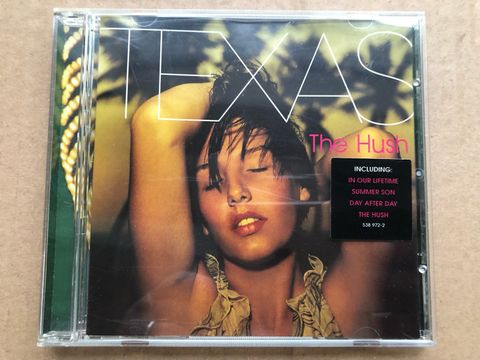 TEXAS
The Hush
INCLUDING:
IN OUR LIFETIME
SUMMER SON
DAY AFTER DAY
THE HUSH
538 972-2